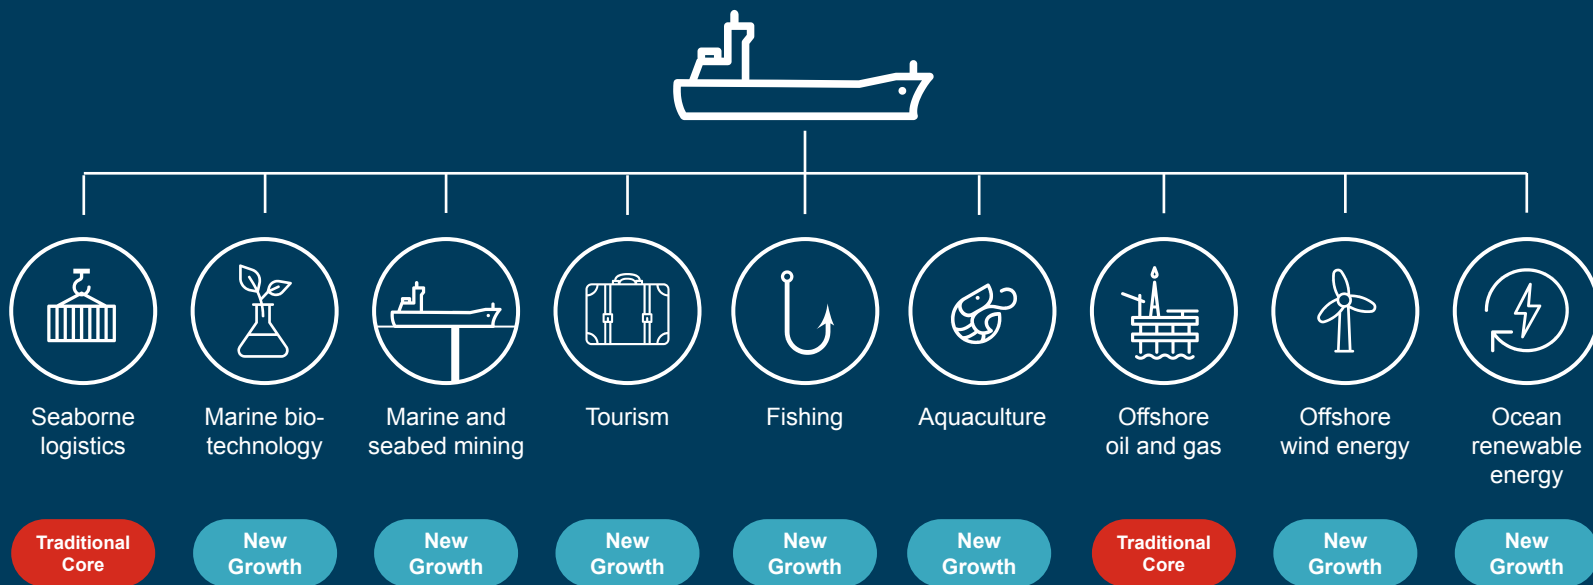 Seaborne
logistics
Marine bio-
technology
Marine and
seabed mining
Tourism
Fishing
Aquaculture
Offshore
oil and gas
Offshore
wind energy
Ocean
renewable
energy
Traditional
Core
New
Growth
New
Growth
New
Growth
New
Growth
New
Growth
Traditional
Core
New
Growth
New
Growth